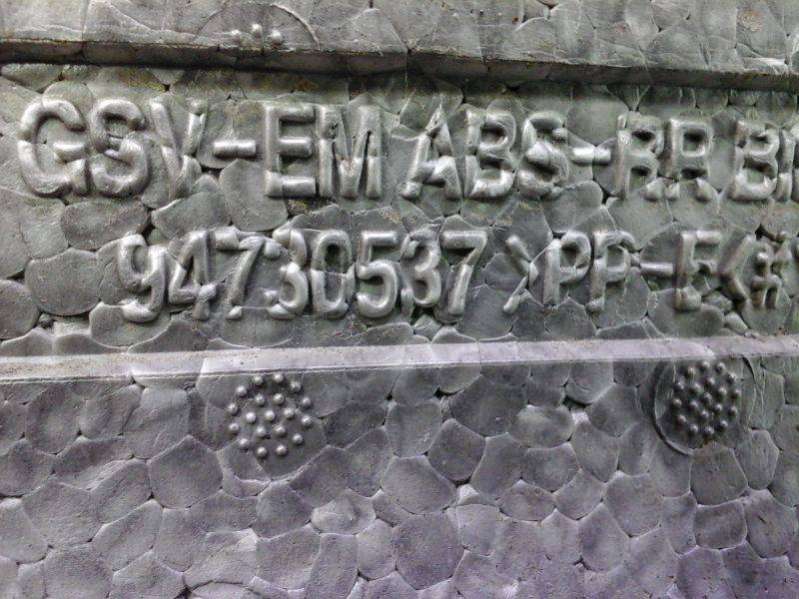 GSV-EM ABS-RR
94730537 >PP-E<